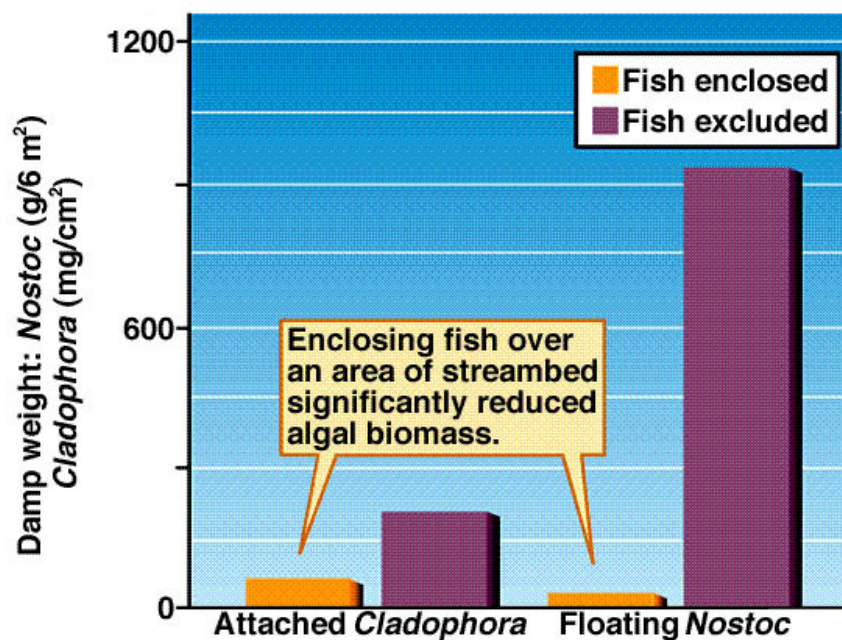 1200
600
0
Damp weight: Nostoc (g/6 m²)
Cladophora (mg/cm²)
Fish enclosed
Fish excluded
Enclosing fish over
an area of streambed
significantly reduced
algal biomass.
Attached Cladophora
Floating Nostoc